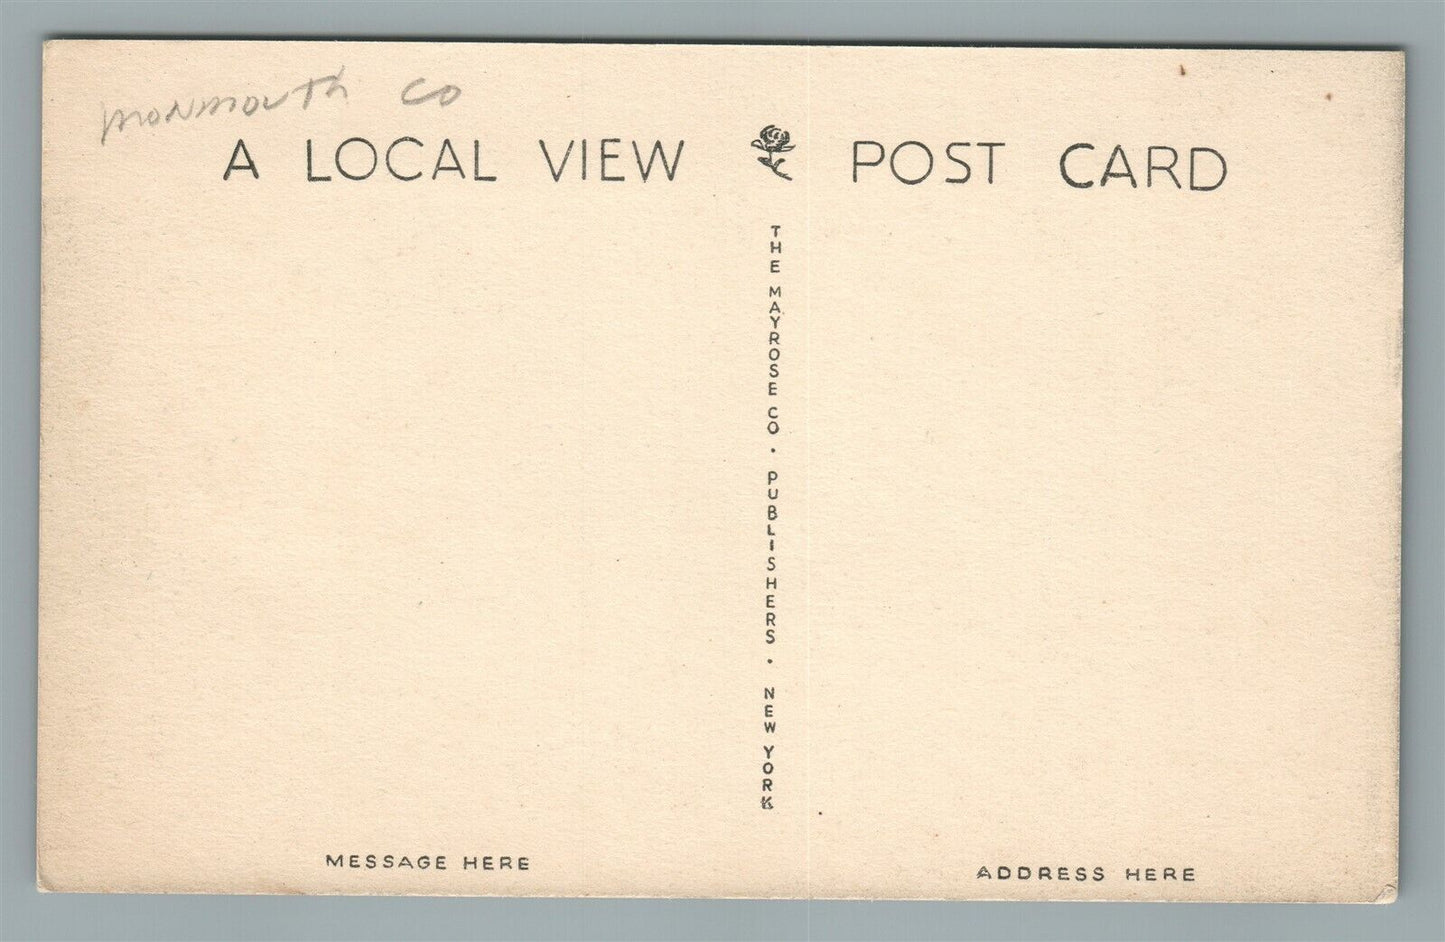 MONMOUTH CO
A LOCAL VIEW POST CARD
THE MAYROSE CO · PUBLISHERS · NEW YORK
MESSAGE HERE
ADDRESS HERE